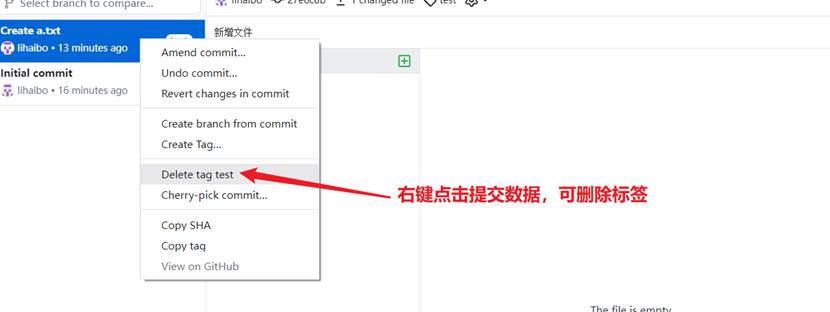 Select branch to compare...
lihaibo
1 changed file
test
Create a.txt
lihaibo • 13 minutes ago
Initial commit
lihaibo • 16 minutes ago
新增文件
Amend commit...
Undo commit...
Revert changes in commit
Create branch from commit
Create Tag...
Delete tag test
Cherry-pick commit...
Copy SHA
Copy tag
View on GitHub
右键点击提交数据，可删除标签
The file is empty